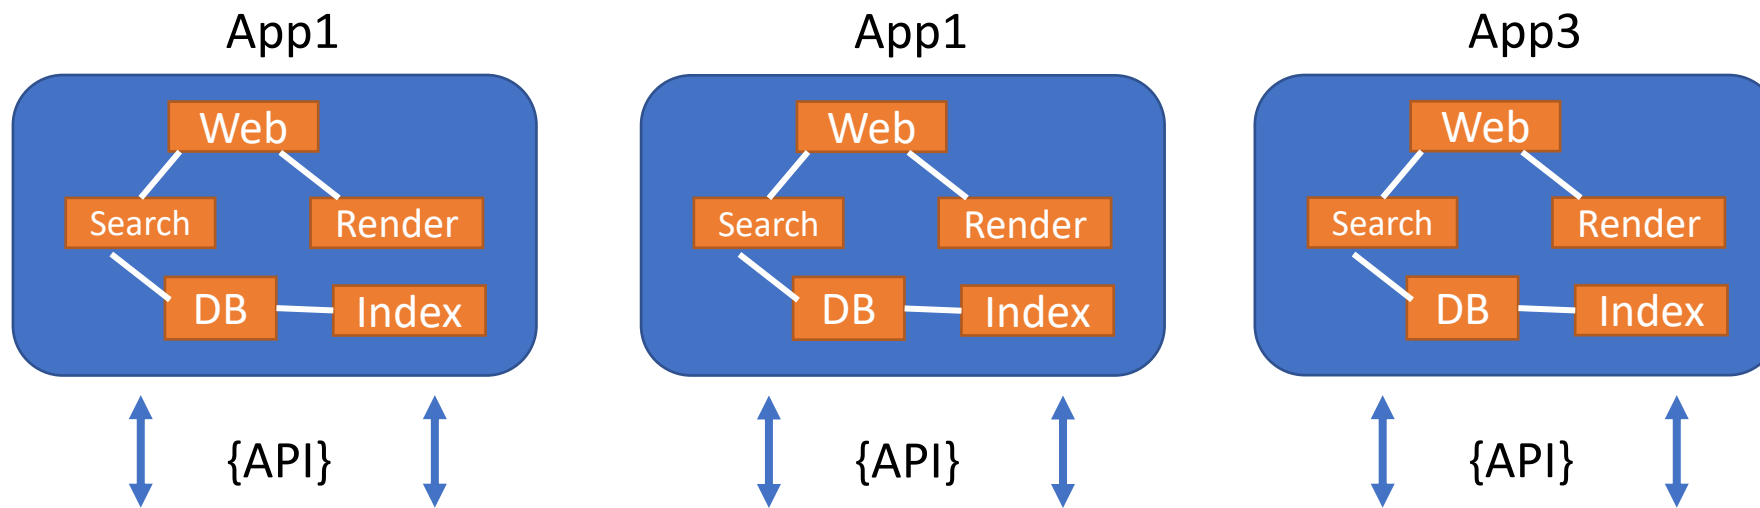 App1
Web
Search
Render
DB
Index
{API}
App1
Web
Search
Render
DB
Index
{API}
App3
Web
Search
Render
DB
Index
{API}